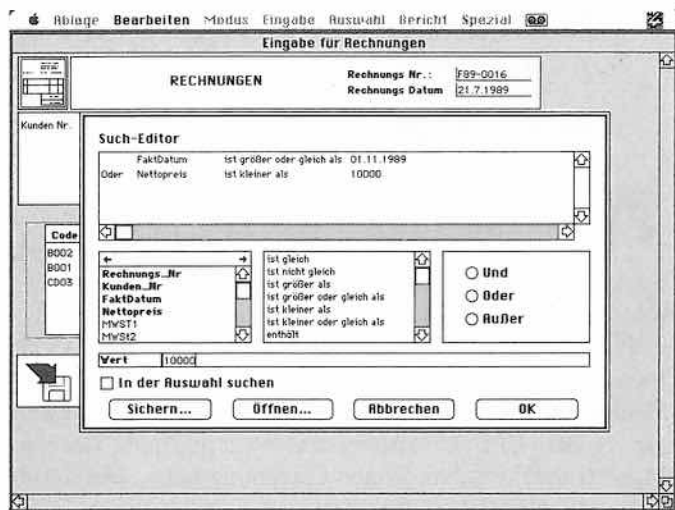 Ablage Bearbeiten Modus Eingabe Auswahl Bericht Spezial
Eingabe für Rechnungen
RECHNUNGEN
Rechnungs Nr.: F89-0016
Rechnungs Datum 21.7.1989
Kunden Nr.
Such-Editor
FaktDatum ist größer oder gleich als 01.11.1989
Oder Nettopreis ist kleiner als 10000
Code
B002
B001
CD03
← →
Rechnungs_Nr
Kunden_Nr
FaktDatum
Nettopreis
MWST1
MWSt2
ist gleich
ist nicht gleich
ist größer als
ist größer oder gleich als
ist kleiner als
ist kleiner oder gleich als
enthält
Und
Oder
Außer
Wert 10000
In der Auswahl suchen
Sichern... Öffnen... Abbrechen OK